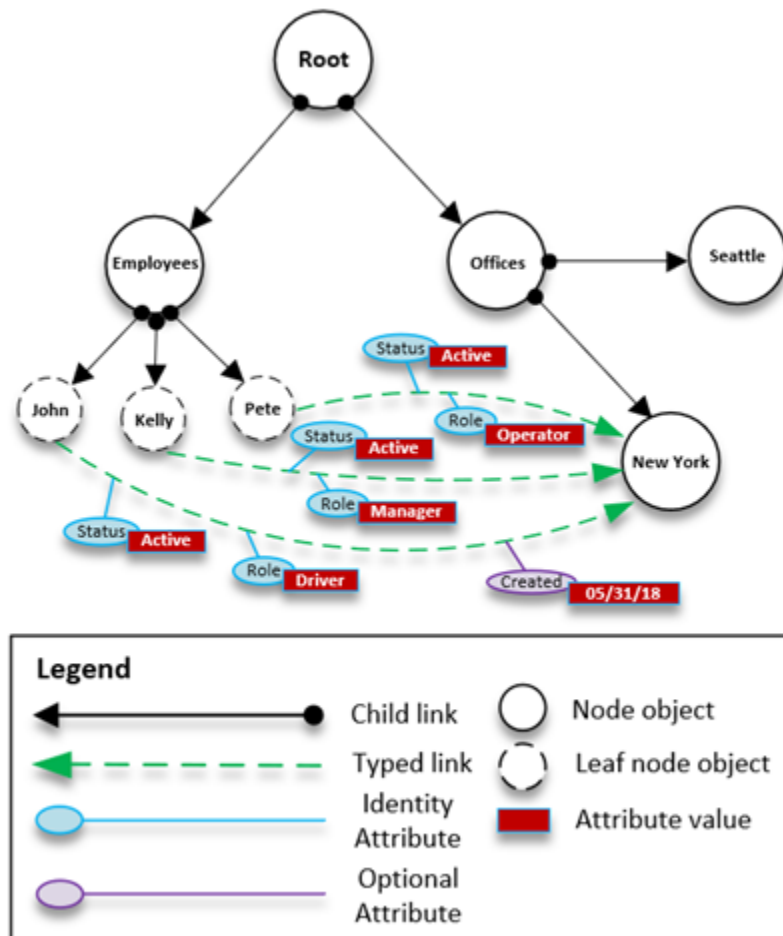 Root
Employees
Offices
Seattle
Status
Active
John
Kelly
Pete
Role
Operator
Status
Active
New York
Role
Manager
Status
Active
Role
Driver
Created
05/31/18
Legend
Child link
Node object
Typed link
Leaf node object
Identity
Attribute
Attribute value
Optional
Attribute